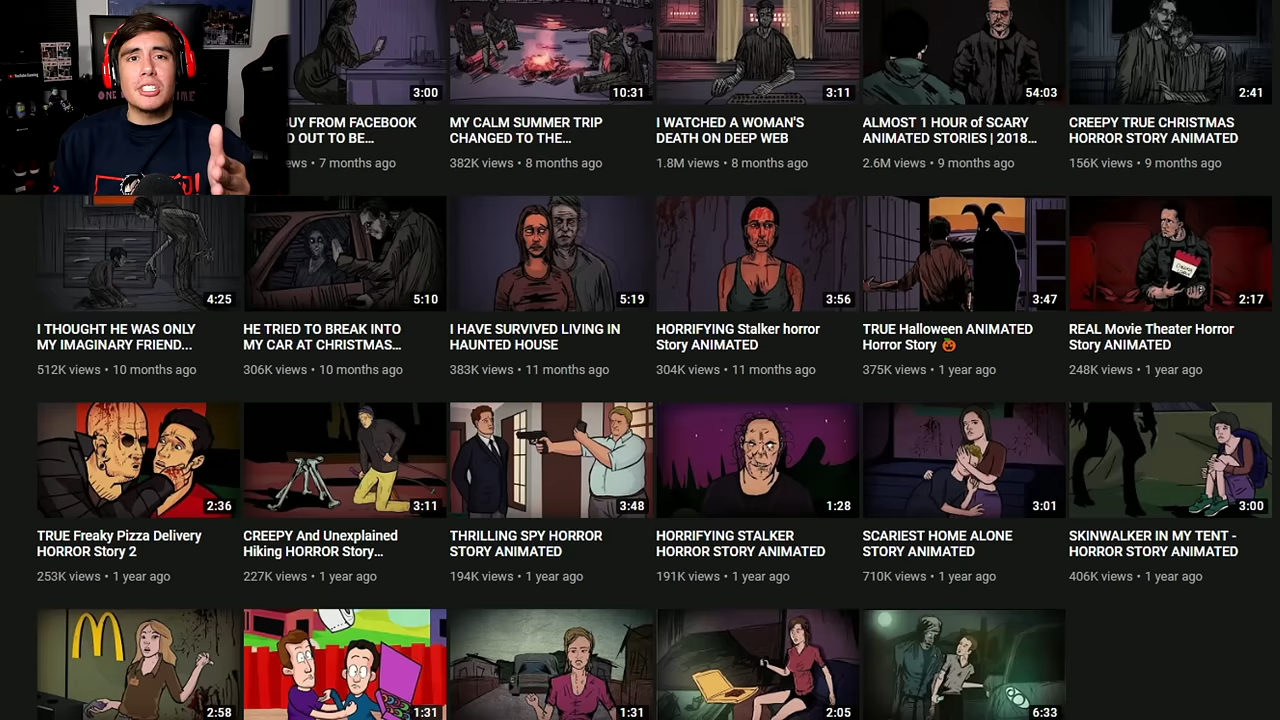 YouTube Gaming
3:00
10:31
3:11
54:03
2:41
UY FROM FACEBOOK
D OUT TO BE...
ews • 7 months ago
MY CALM SUMMER TRIP
CHANGED TO THE...
382K views • 8 months ago
I WATCHED A WOMAN'S
DEATH ON DEEP WEB
1.8M views • 8 months ago
ALMOST 1 HOUR of SCARY
ANIMATED STORIES | 2018...
2.6M views • 9 months ago
CREEPY TRUE CHRISTMAS
HORROR STORY ANIMATED
156K views • 9 months ago
4:25
5:10
5:19
3:56
3:47
2:17
I THOUGHT HE WAS ONLY
MY IMAGINARY FRIEND...
512K views • 10 months ago
HE TRIED TO BREAK INTO
MY CAR AT CHRISTMAS...
306K views • 10 months ago
I HAVE SURVIVED LIVING IN
HAUNTED HOUSE
383K views • 11 months ago
HORRIFYING Stalker horror
Story ANIMATED
304K views • 11 months ago
TRUE Halloween ANIMATED
Horror Story 🎃
375K views • 1 year ago
REAL Movie Theater Horror
Story ANIMATED
248K views • 1 year ago
2:36
3:11
3:48
1:28
3:01
3:00
TRUE Freaky Pizza Delivery
HORROR Story 2
253K views • 1 year ago
CREEPY And Unexplained
Hiking HORROR Story...
227K views • 1 year ago
THRILLING SPY HORROR
STORY ANIMATED
194K views • 1 year ago
HORRIFYING STALKER
HORROR STORY ANIMATED
191K views • 1 year ago
SCARIEST HOME ALONE
STORY ANIMATED
710K views • 1 year ago
SKINWALKER IN MY TENT -
HORROR STORY ANIMATED
406K views • 1 year ago
2:58
1:31
1:31
2:05
6:33